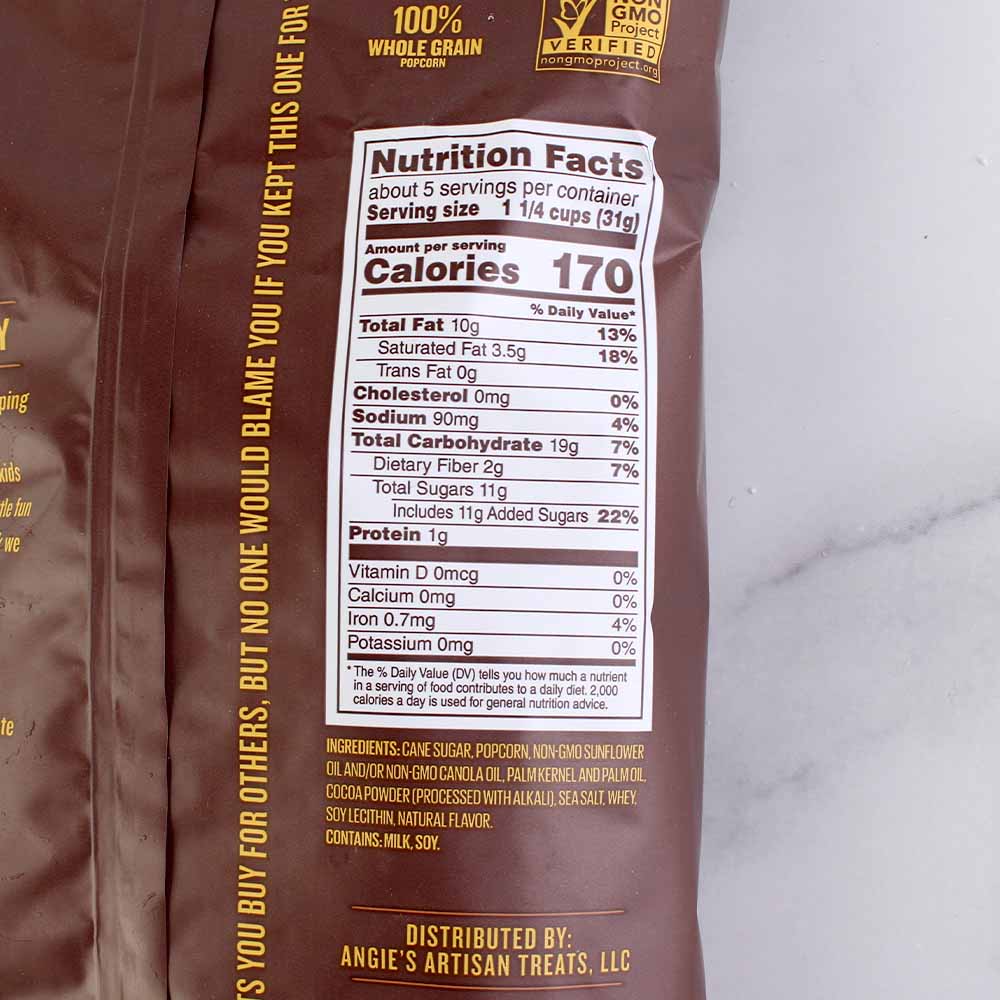 100%
WHOLE GRAIN
POPCORN
NON
GMO
Project
VERIFIED
nongmoproject.org
Nutrition Facts
about 5 servings per container
Serving size 1 1/4 cups (31g)
Amount per serving
Calories 170
% Daily Value*
Total Fat 10g 13%
Saturated Fat 3.5g 18%
Trans Fat 0g
Cholesterol 0mg 0%
Sodium 90mg 4%
Total Carbohydrate 19g 7%
Dietary Fiber 2g 7%
Total Sugars 11g
Includes 11g Added Sugars 22%
Protein 1g
Vitamin D 0mcg 0%
Calcium 0mg 0%
Iron 0.7mg 4%
Potassium 0mg 0%
*The % Daily Value (DV) tells you how much a nutrient
in a serving of food contributes to a daily diet. 2,000
calories a day is used for general nutrition advice.
INGREDIENTS: CANE SUGAR, POPCORN, NON-GMO SUNFLOWER
OIL AND/OR NON-GMO CANOLA OIL, PALM KERNEL AND PALM OIL,
COCOA POWDER (PROCESSED WITH ALKALI), SEA SALT, WHEY,
SOY LECITHIN, NATURAL FLAVOR.
CONTAINS: MILK, SOY.
DISTRIBUTED BY:
ANGIE'S ARTISAN TREATS, LLC
TS YOU BUY FOR OTHERS, BUT NO ONE WOULD BLAME YOU IF YOU KEPT THIS ONE FOR
Y
ping
kids
tle fun
we
te